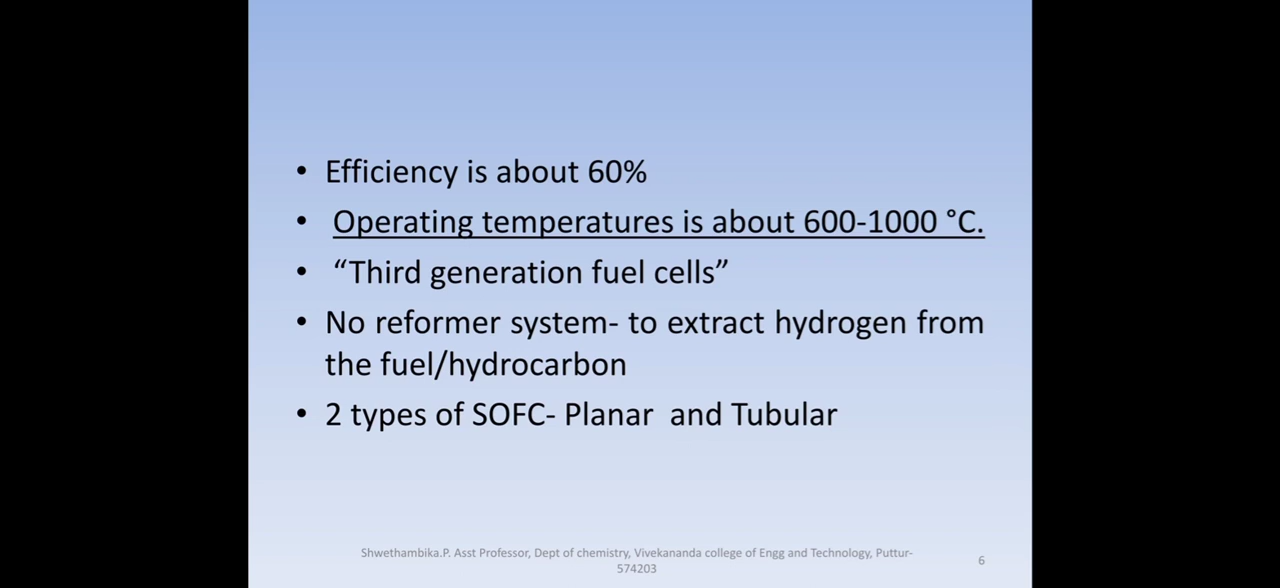 • Efficiency is about 60%
• Operating temperatures is about 600-1000 °C.
• “Third generation fuel cells”
• No reformer system- to extract hydrogen from
the fuel/hydrocarbon
• 2 types of SOFC- Planar  and Tubular
Shwethambika.P. Asst Professor, Dept of chemistry, Vivekananda college of Engg and Technology, Puttur-
574203
6